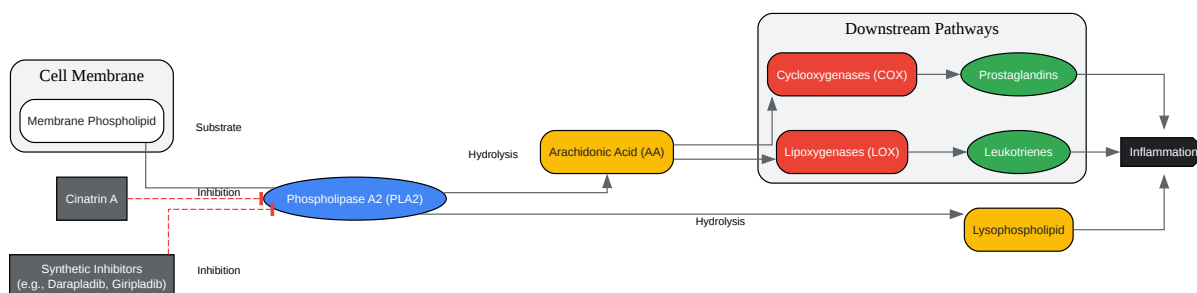 Downstream Pathways
Cell Membrane
Cyclooxygenases (COX)
Prostaglandins
Membrane Phospholipid
Substrate
Hydrolysis
Arachidonic Acid (AA)
Lipoxygenases (LOX)
Leukotrienes
Inflammation
Cinatrin A
Inhibition
Phospholipase A2 (PLA2)
Hydrolysis
Lysophospholipid
Synthetic Inhibitors
(e.g., Darapladib, Giripladib)
Inhibition